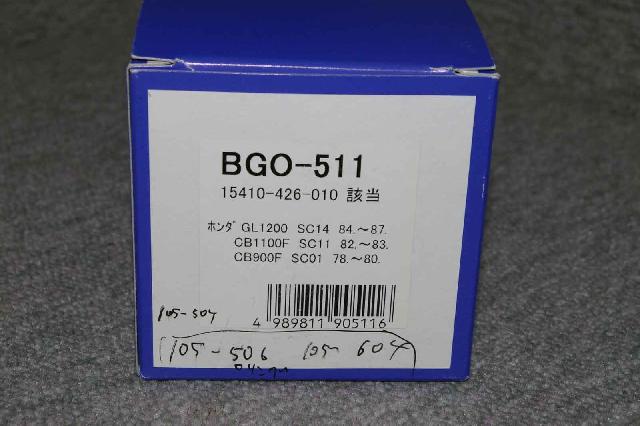 BGO-511
15410-426-010 該当
ホンダ GL1200 SC14 84.～87.
CB1100F SC11 82.～83.
CB900F SC01 78.～80.
4 989811 905116
105-504
105-506 105-604